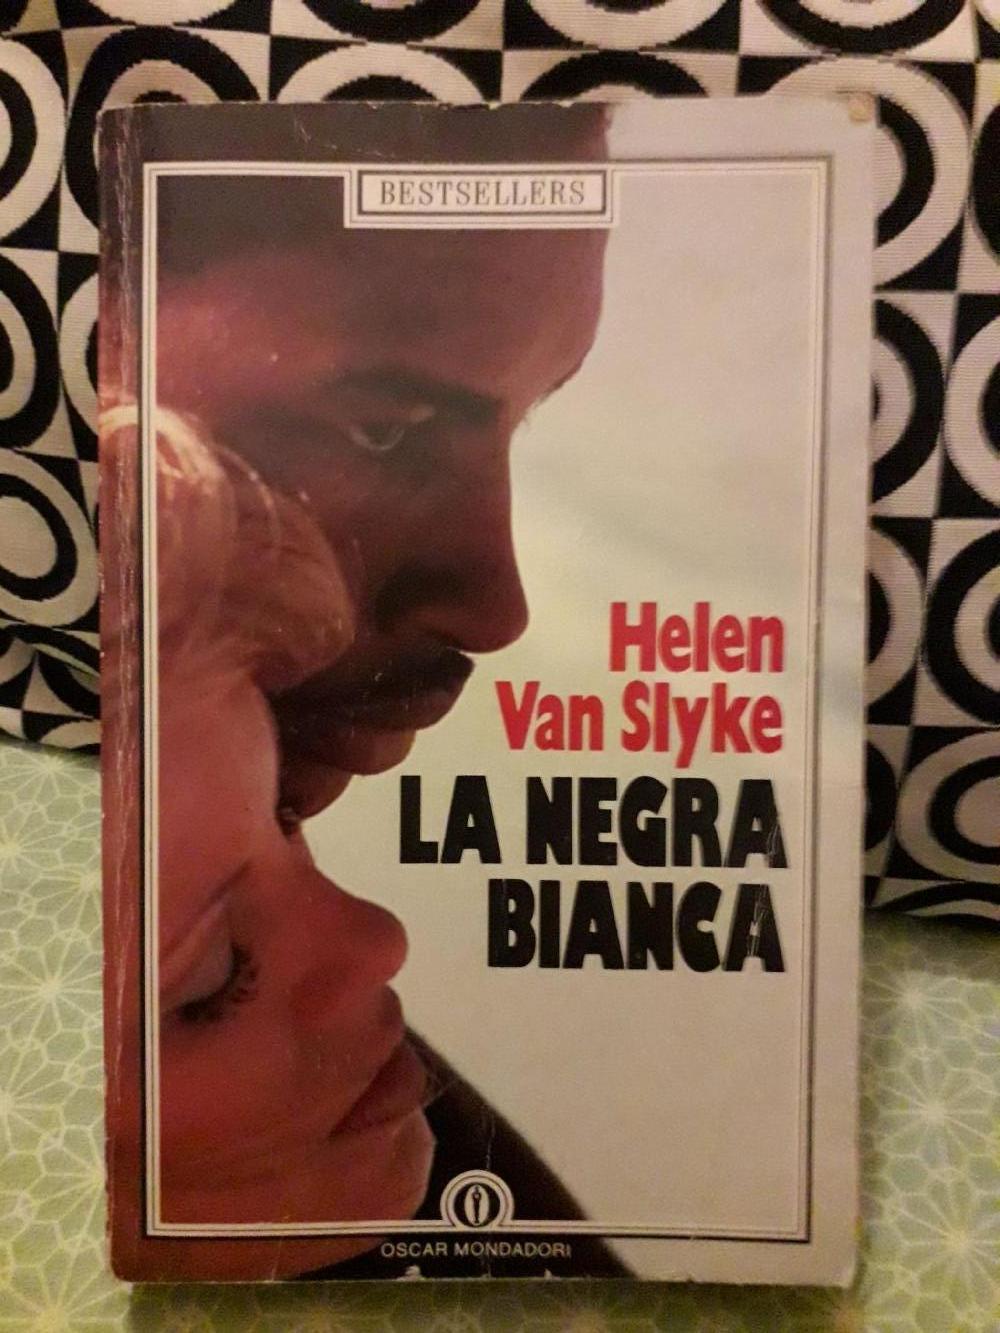 BESTSELLERS
Helen
Van Slyke
LA NEGRA
BIANCA
OSCAR MONDADORI